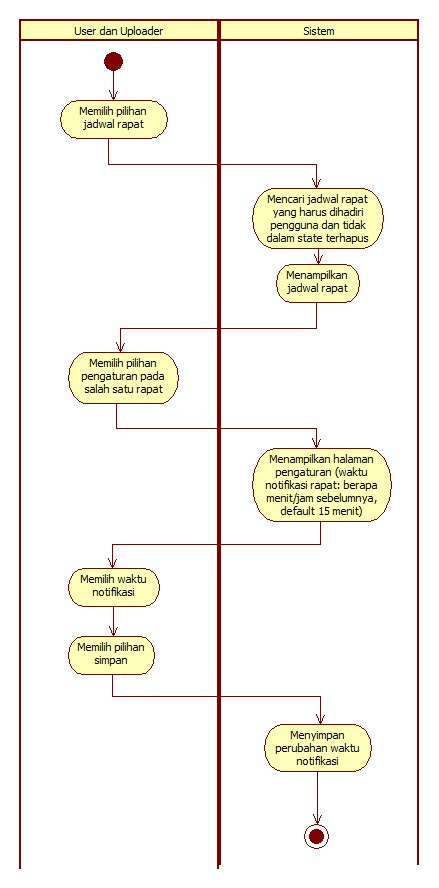 User dan Uploader
Sistem
Memilih pilihan
jadwal rapat
Mencari jadwal rapat
yang harus dihadiri
pengguna dan tidak
dalam state terhapus
Menampilkan
jadwal rapat
Memilih pilihan
pengaturan pada
salah satu rapat
Menampilkan halaman
pengaturan (waktu
notifikasi rapat: berapa
menit/jam sebelumnya,
default 15 menit)
Memilih waktu
notifikasi
Memilih pilihan
simpan
Menyimpan
perubahan waktu
notifikasi